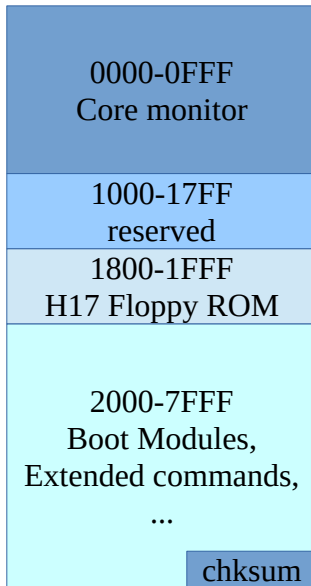 0000-0FFF
Core monitor
1000-17FF
reserved
1800-1FFF
H17 Floppy ROM
2000-7FFF
Boot Modules,
Extended commands,
...
chksum